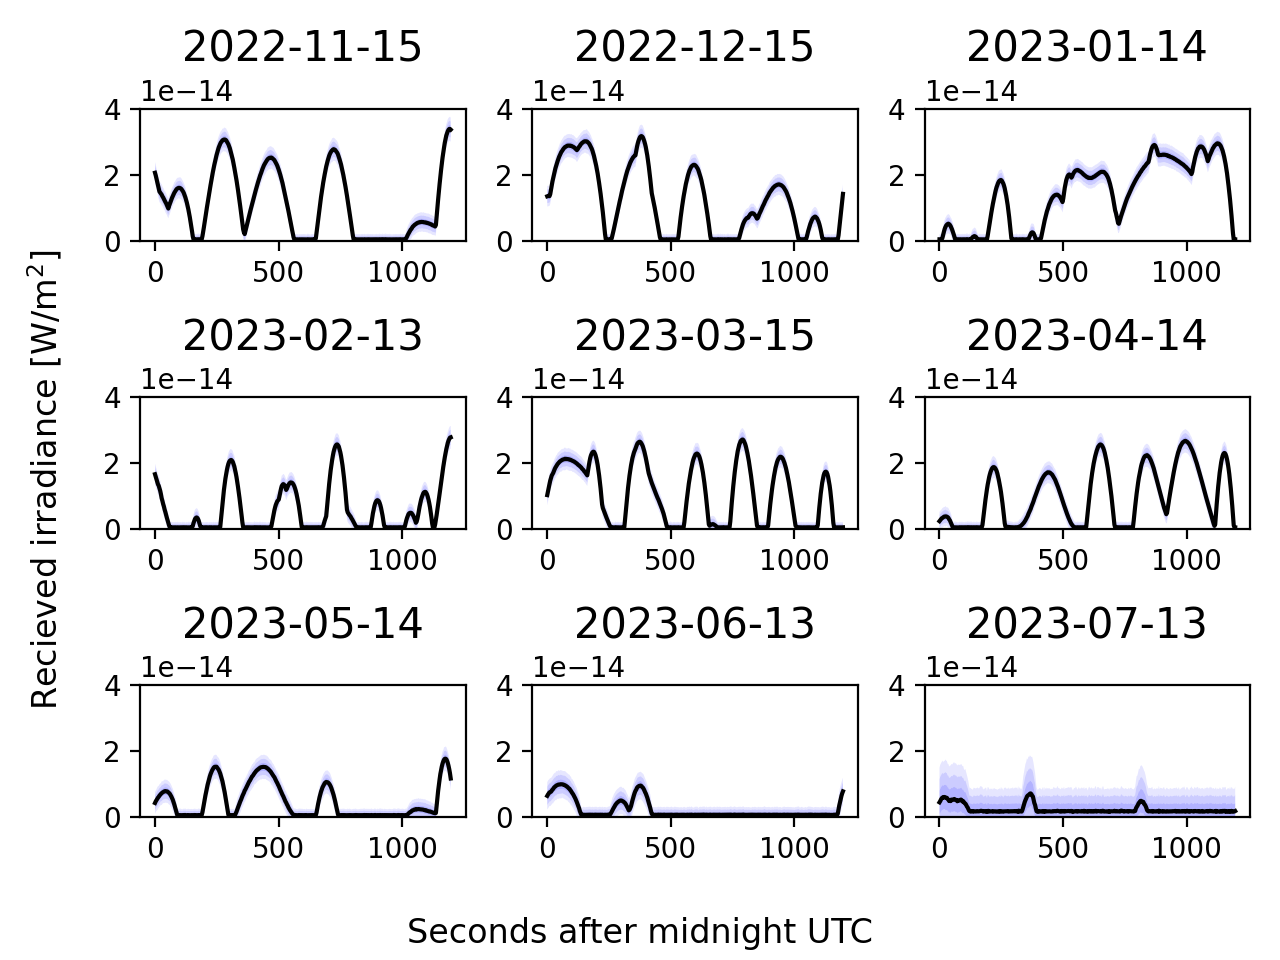 2022-11-15 2022-12-15 2023-01-14
1e−14 1e−14 1e−14
4 4 4
2 2 2
0 0 0
0 500 1000 0 500 1000 0 500 1000
2023-02-13 2023-03-15 2023-04-14
1e−14 1e−14 1e−14
4 4 4
2 2 2
0 0 0
0 500 1000 0 500 1000 0 500 1000
2023-05-14 2023-06-13 2023-07-13
1e−14 1e−14 1e−14
4 4 4
2 2 2
0 0 0
0 500 1000 0 500 1000 0 500 1000
Recieved irradiance [W/m²]
Seconds after midnight UTC